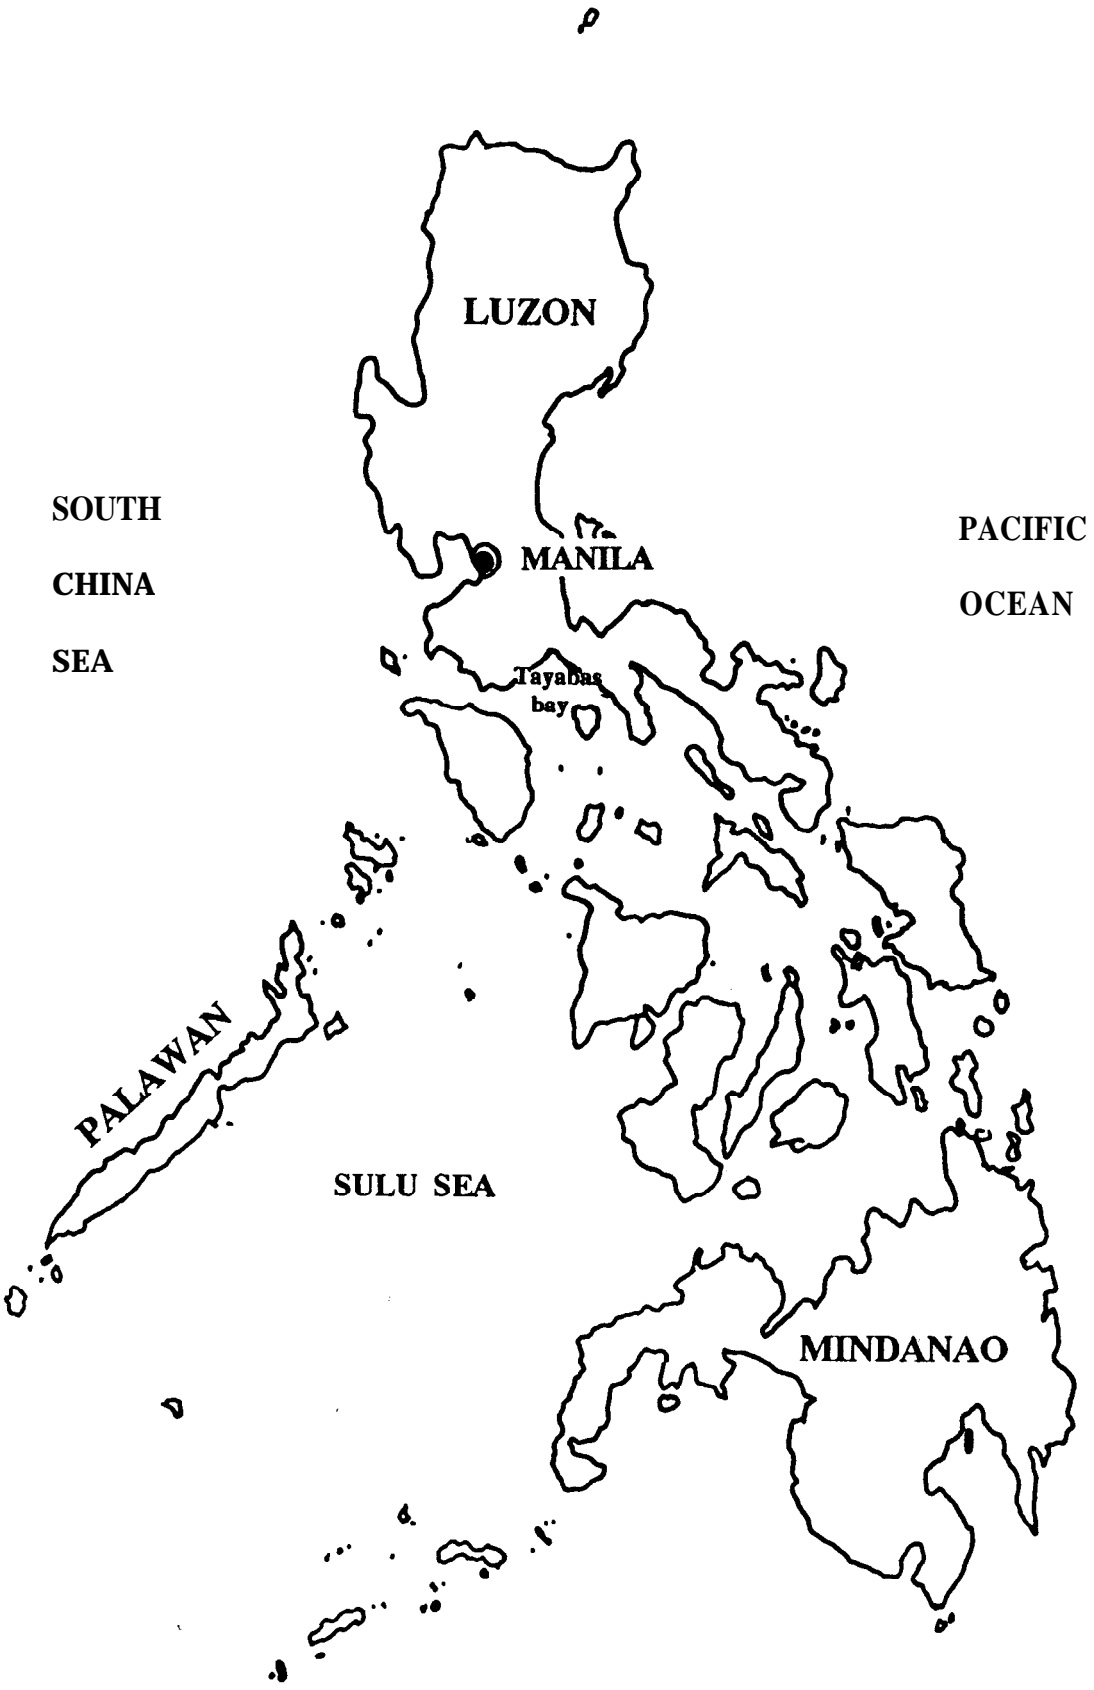 LUZON
SOUTH
CHINA
SEA
PACIFIC
OCEAN
MANILA
Tayabas
bay
PALAWAN
SULU SEA
MINDANAO